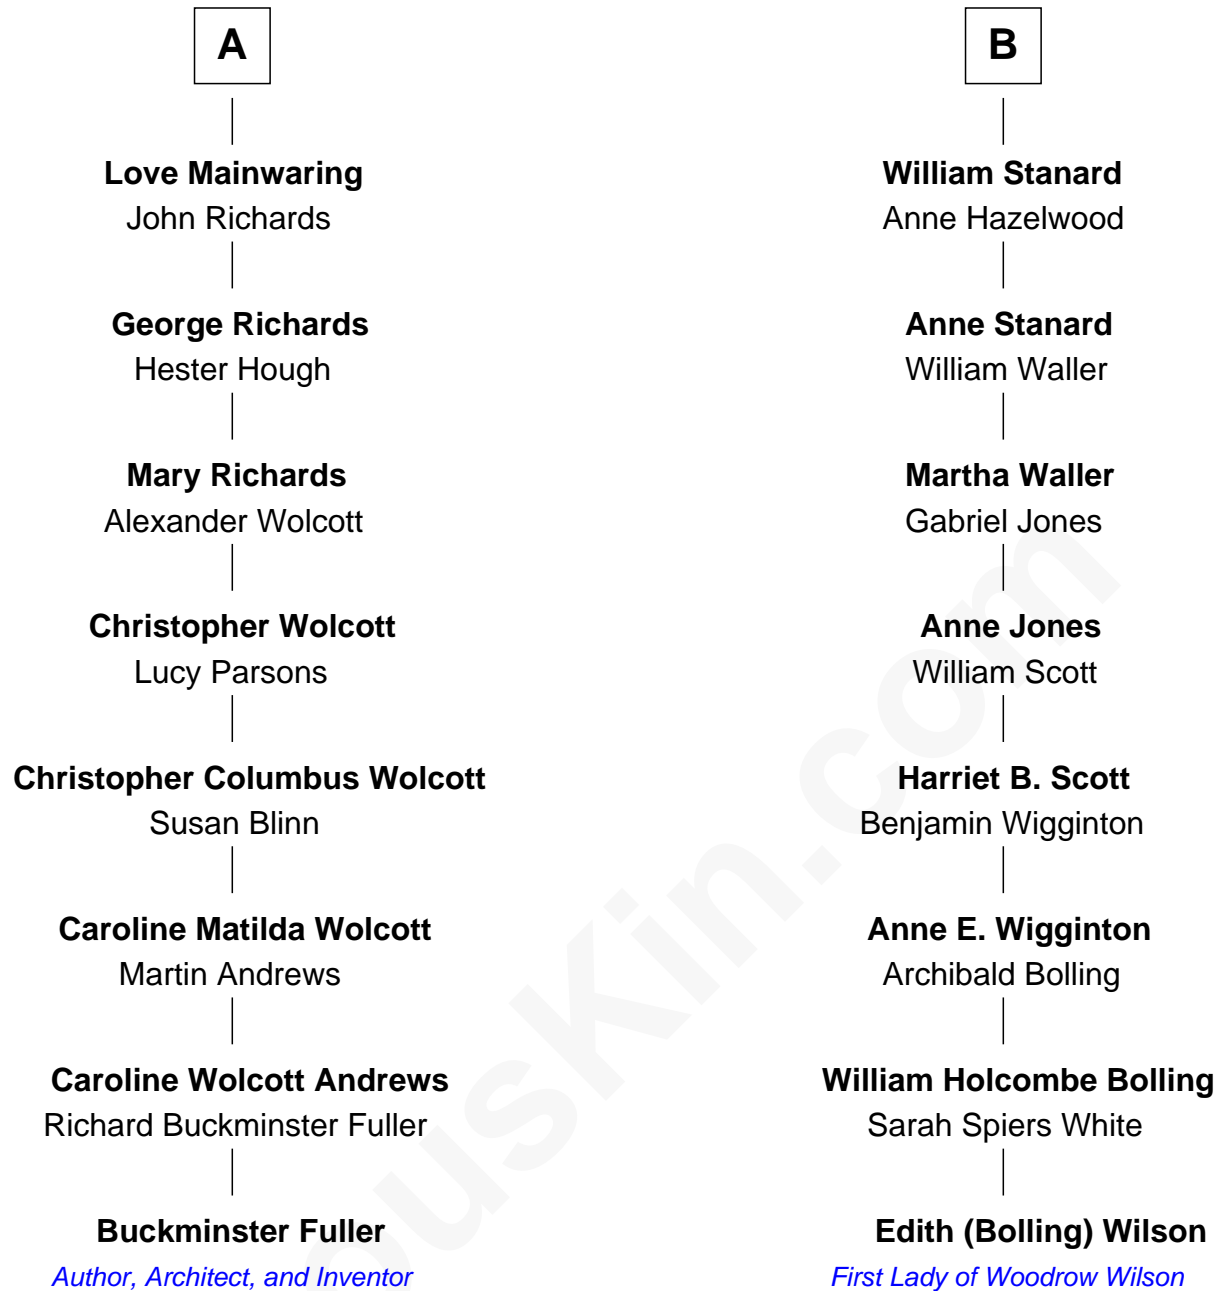 A
Love Mainwaring
John Richards
George Richards
Hester Hough
Mary Richards
Alexander Wolcott
Christopher Wolcott
Lucy Parsons
Christopher Columbus Wolcott
Susan Blinn
Caroline Matilda Wolcott
Martin Andrews
Caroline Wolcott Andrews
Richard Buckminster Fuller
Buckminster Fuller
Author, Architect, and Inventor
B
William Stanard
Anne Hazelwood
Anne Stanard
William Waller
Martha Waller
Gabriel Jones
Anne Jones
William Scott
Harriet B. Scott
Benjamin Wigginton
Anne E. Wigginton
Archibald Bolling
William Holcombe Bolling
Sarah Spiers White
Edith (Bolling) Wilson
First Lady of Woodrow Wilson
ousKin.com